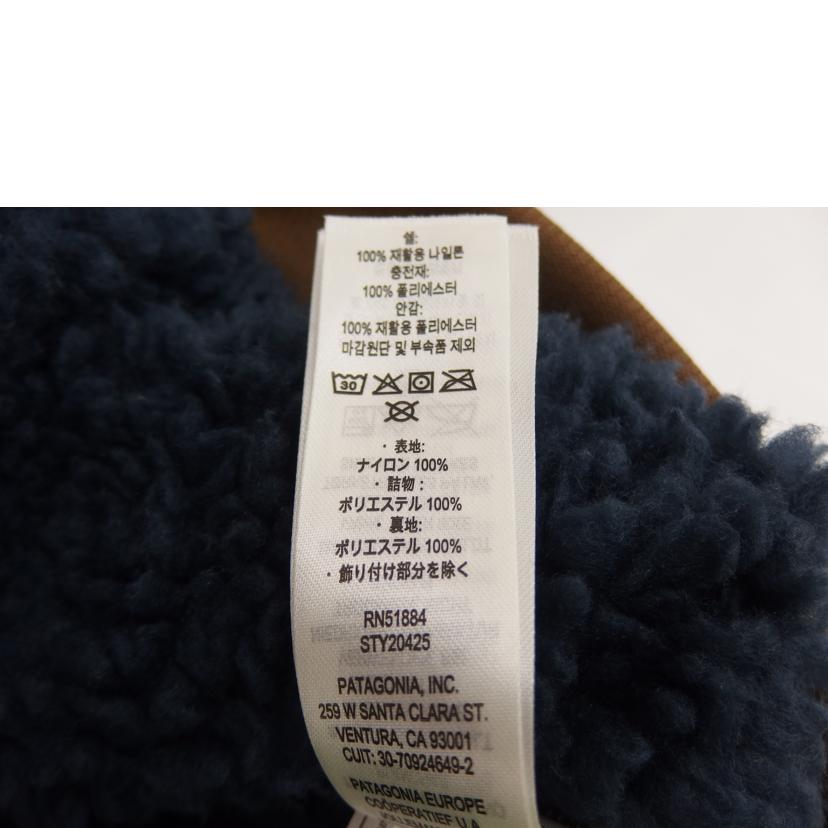 셸:
100% 재활용 나일론
충전재:
100% 폴리에스터
안감:
100% 재활용 폴리에스터
마감원단 및 부속품 제외
30
・表地:
ナイロン 100%
・詰物:
ポリエステル 100%
・裏地:
ポリエステル 100%
・飾り付け部分を除く
RN51884
STY20425
PATAGONIA, INC.
259 W SANTA CLARA ST.
VENTURA, CA 93001
CUIT: 30-70924649-2
PATAGONIA EUROPE
COÖPERATIEF U.A